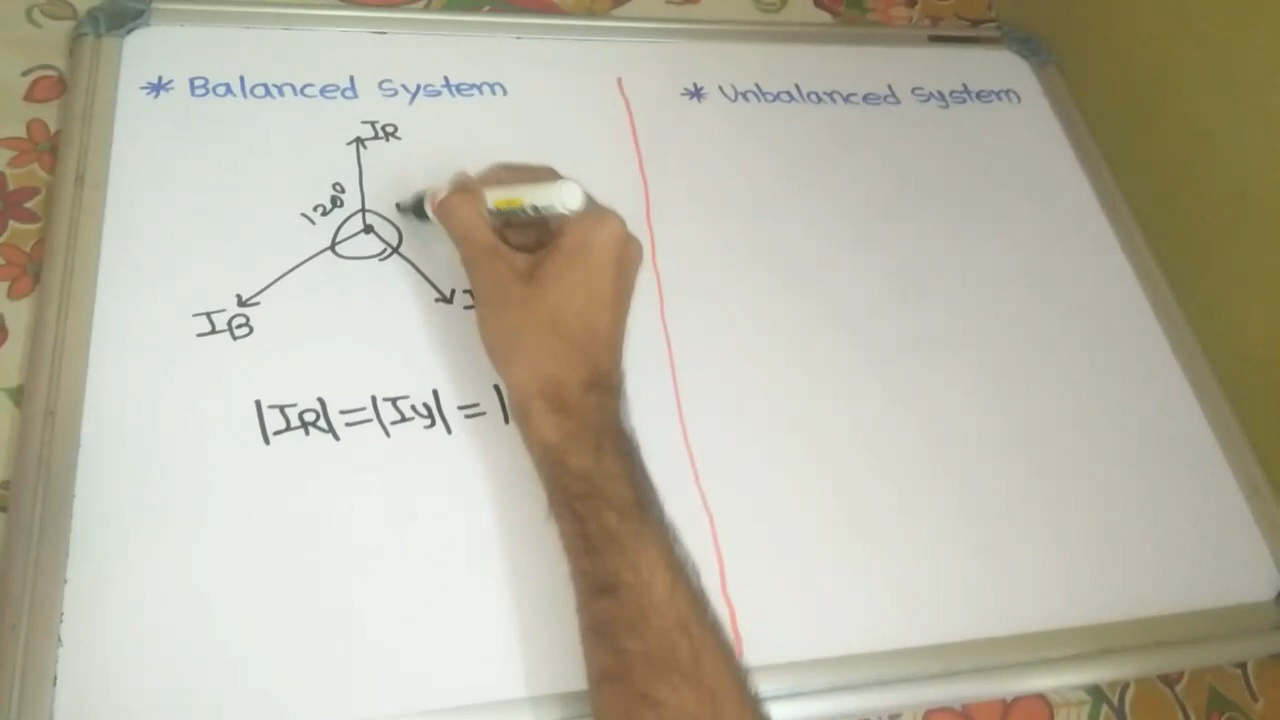 * Balanced System
* Unbalanced System
IR
120°
IB
|IR|=|Iy|=|